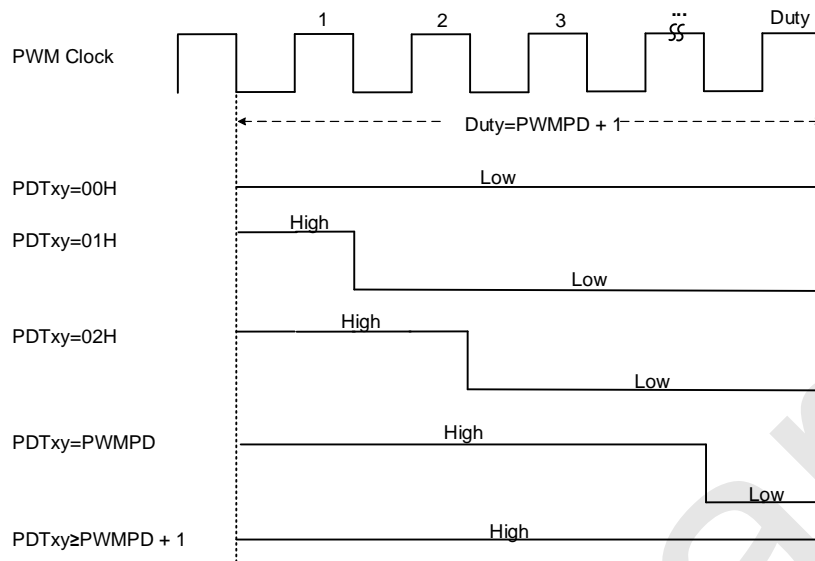 1 2 3 ... Duty
PWM Clock
Duty=PWMPD + 1
PDTxy=00H Low
PDTxy=01H High
Low
PDTxy=02H High
Low
PDTxy=PWMPD High
Low
PDTxy≥PWMPD + 1 High